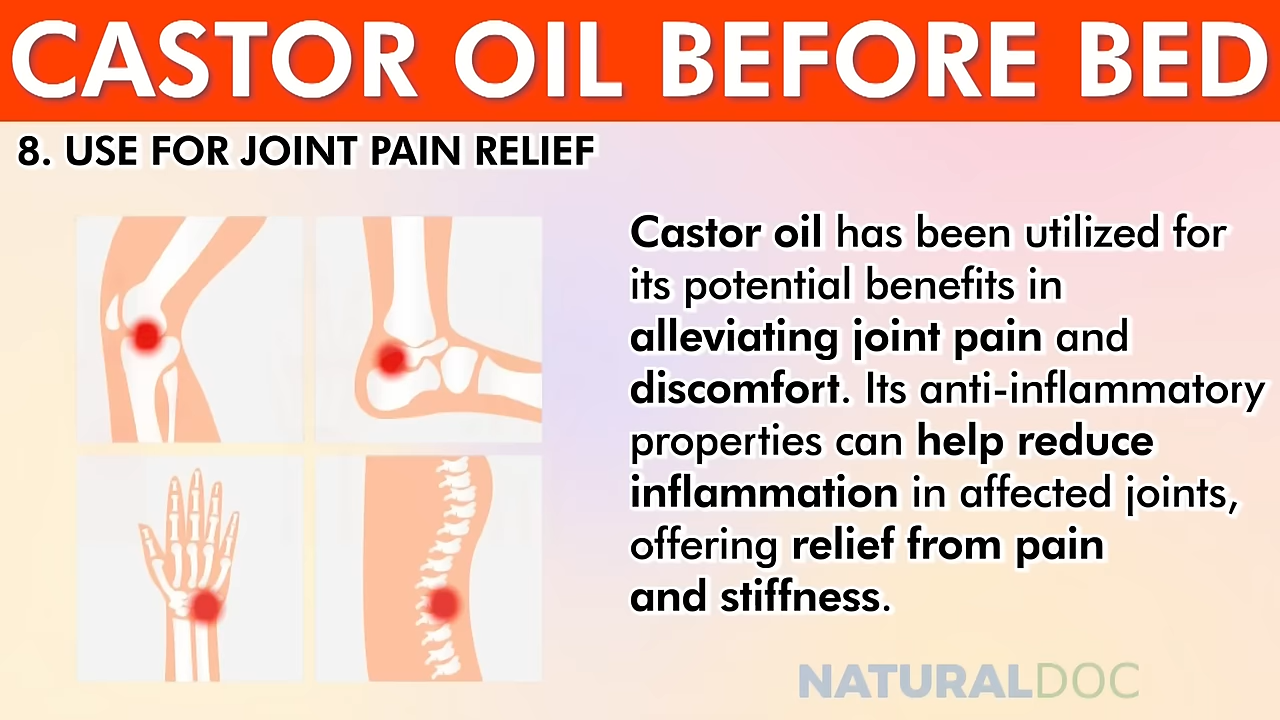 CASTOR OIL BEFORE BED
8. USE FOR JOINT PAIN RELIEF
Castor oil has been utilized for
its potential benefits in
alleviating joint pain and
discomfort. Its anti-inflammatory
properties can help reduce
inflammation in affected joints,
offering relief from pain
and stiffness.
NATURALDOC